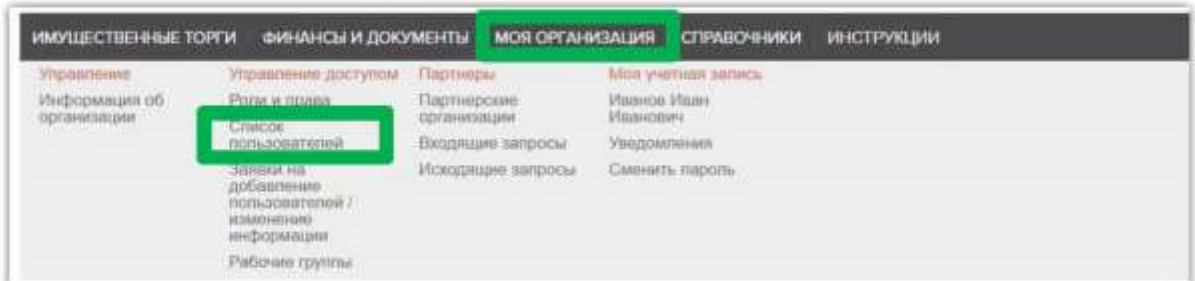 ИМУЩЕСТВЕННЫЕ ТОРГИ ФИНАНСЫ И ДОКУМЕНТЫ МОЯ ОРГАНИЗАЦИЯ СПРАВОЧНИКИ ИНСТРУКЦИИ
Управление
Информация об
организации
Управление доступом
Роли и права
Список
пользователей
Заявки на
добавление
пользователей /
изменение
информации
Рабочие группы
Партнеры
Партнерские
организации
Входящие запросы
Исходящие запросы
Моя учетная запись
Иванов Иван
Иванович
Уведомления
Сменить пароль